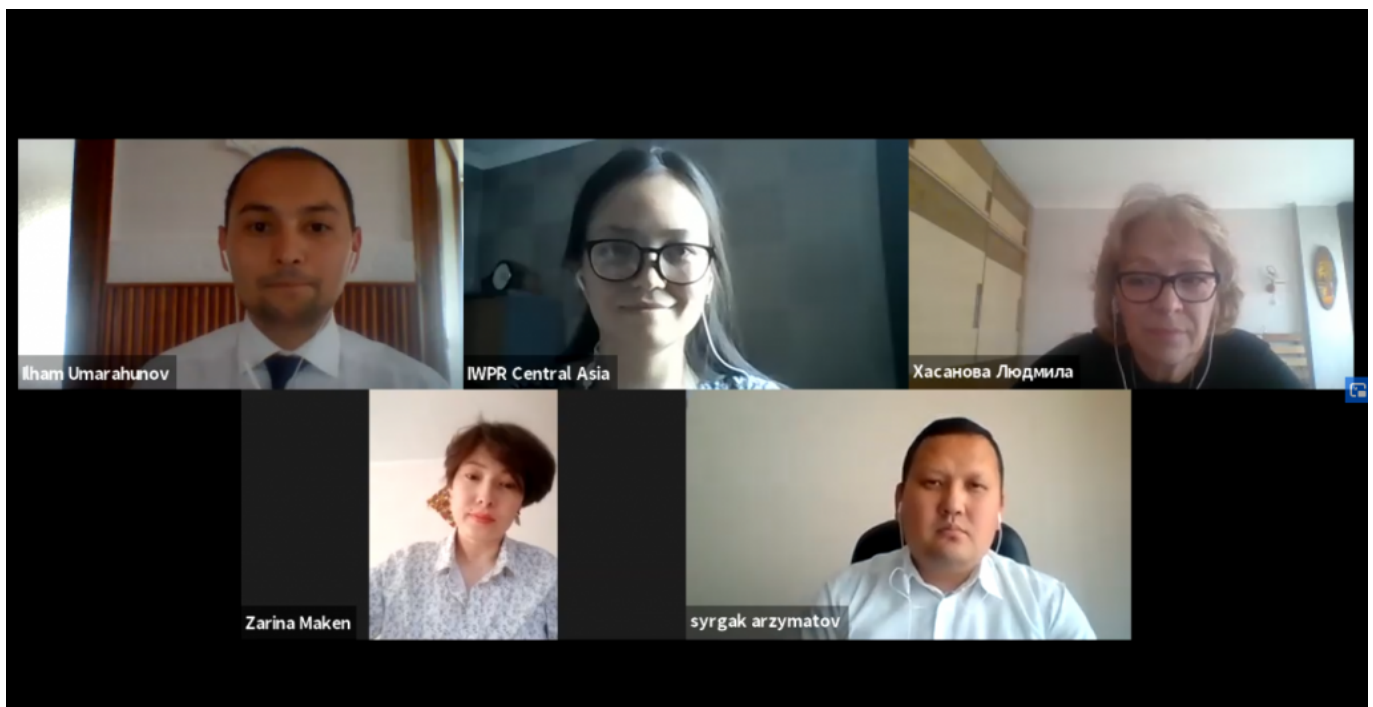 Ilham Umarahunov
IWPR Central Asia
Хасанова Людмила
Zarina Maken
syrgak arzymatov